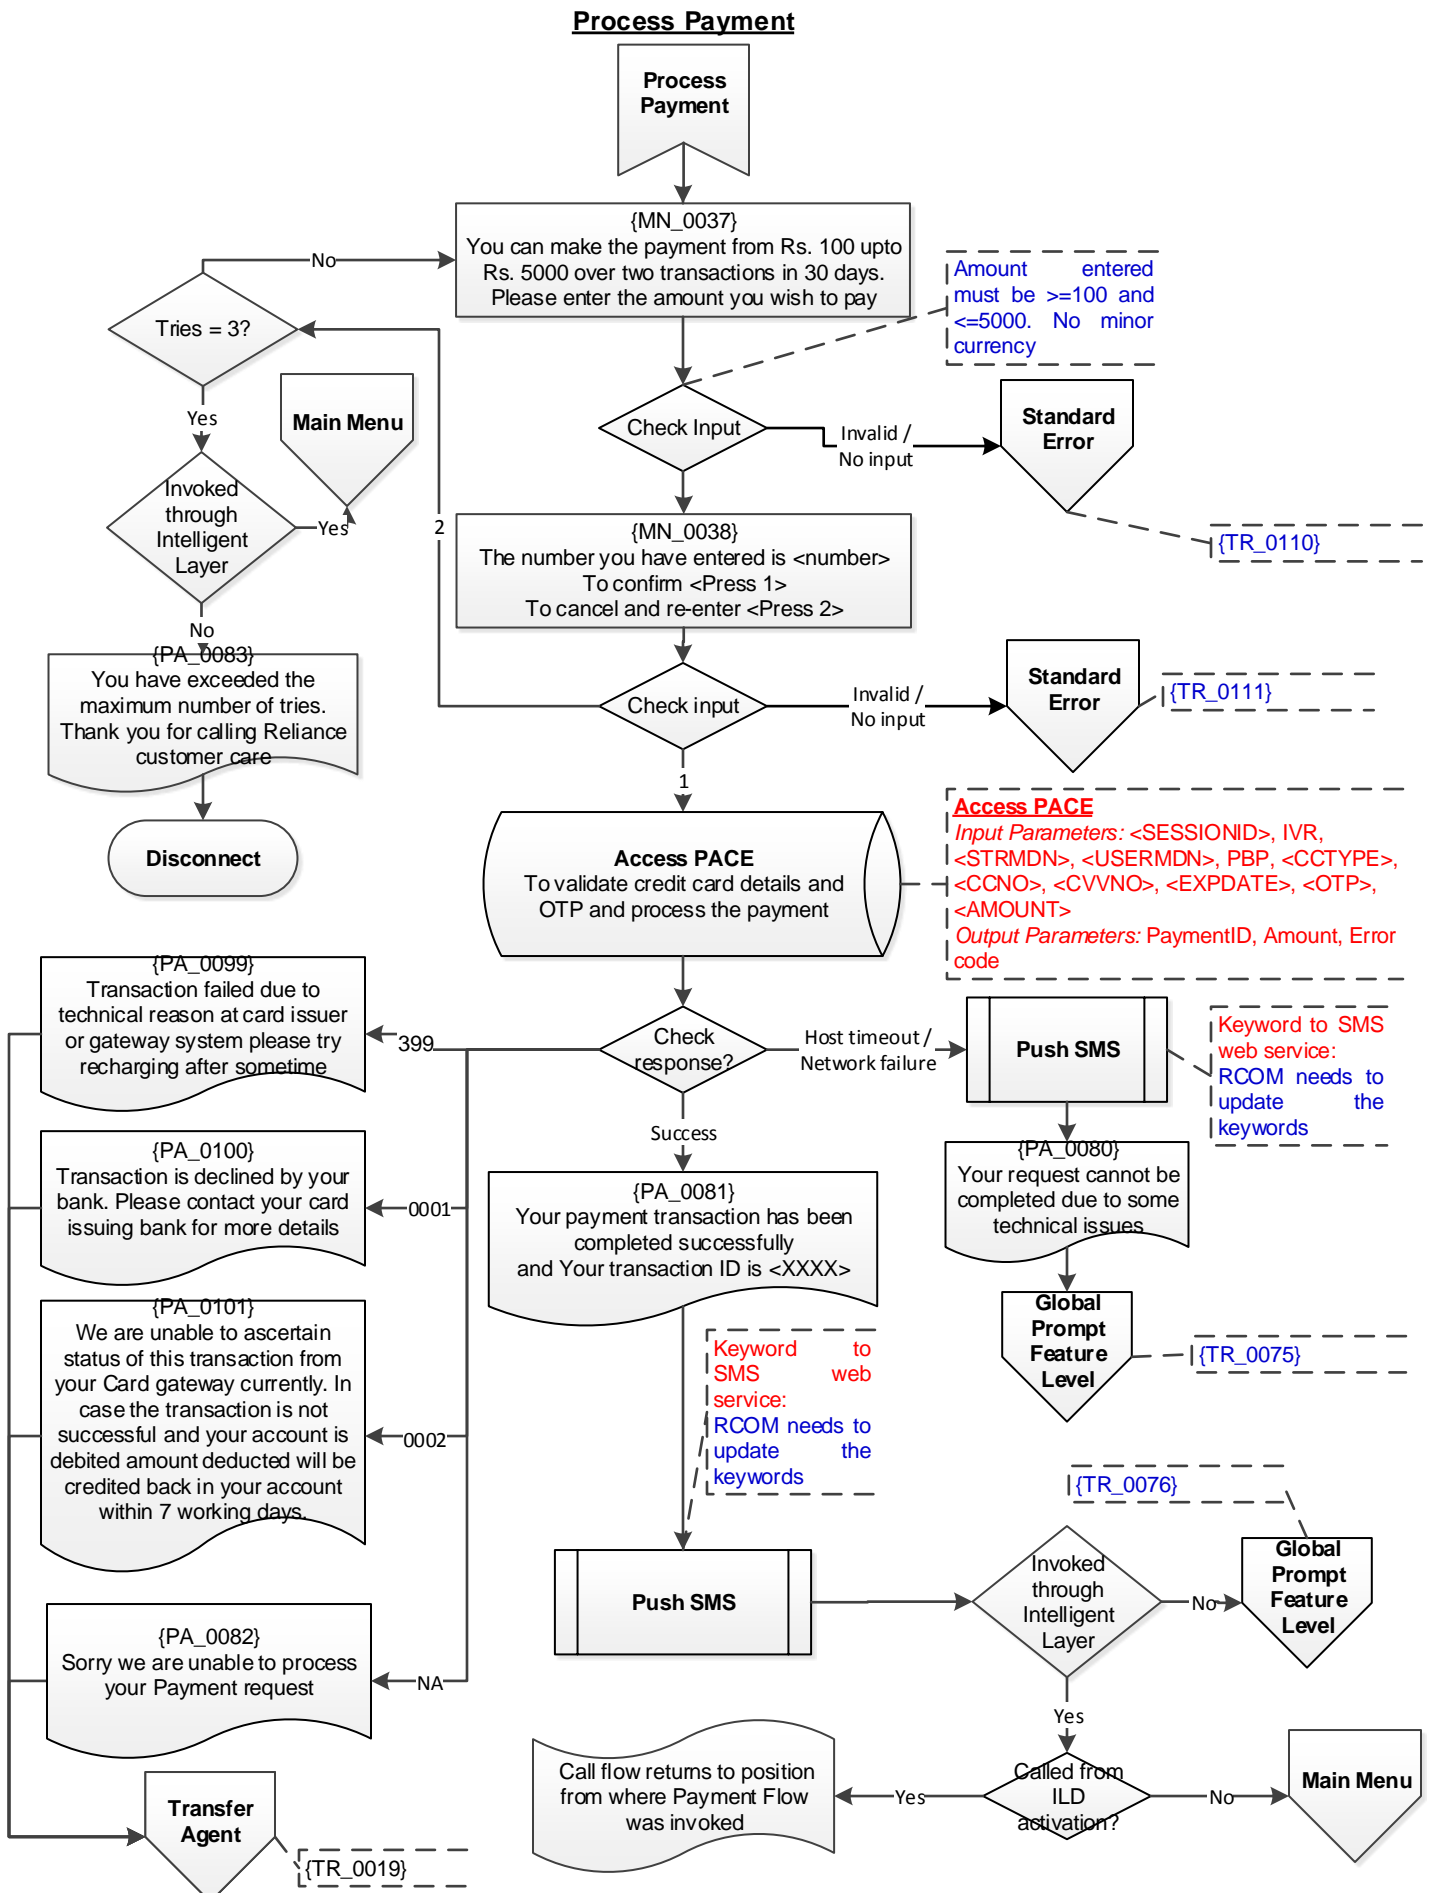 Process Payment
Process
Payment
{MN_0037}
You can make the payment from Rs. 100 upto
Rs. 5000 over two transactions in 30 days.
Please enter the amount you wish to pay
No
Tries = 3?
Amount entered
must be >=100 and
<=5000. No minor
currency
Yes
Main Menu
Check Input
Invalid /
No input
Standard
Error
{TR_0110}
Invoked
through
Intelligent
Layer
Yes
2
{MN_0038}
The number you have entered is <number>
To confirm <Press 1>
To cancel and re-enter <Press 2>
No
{PA_0083}
You have exceeded the
maximum number of tries.
Thank you for calling Reliance
customer care
Check input
Invalid /
No input
Standard
Error
{TR_0111}
1
Disconnect
Access PACE
To validate credit card details and
OTP and process the payment
Access PACE
Input Parameters: <SESSIONID>, IVR,
<STRMDN>, <USERMDN>, PBP, <CCTYPE>,
<CCNO>, <CVVNO>, <EXPDATE>, <OTP>,
<AMOUNT>
Output Parameters: PaymentID, Amount, Error
code
{PA_0099}
Transaction failed due to
technical reason at card issuer
or gateway system please try
recharging after sometime
399
Check
response?
Host timeout /
Network failure
Push SMS
Keyword to SMS
web service:
RCOM needs to
update the
keywords
Success
{PA_0100}
Transaction is declined by your
bank. Please contact your card
issuing bank for more details
0001
{PA_0081}
Your payment transaction has been
completed successfully
and Your transaction ID is <XXXX>
{PA_0080}
Your request cannot be
completed due to some
technical issues
{PA_0101}
We are unable to ascertain
status of this transaction from
your Card gateway currently. In
case the transaction is not
successful and your account is
debited amount deducted will be
credited back in your account
within 7 working days.
0002
Keyword to
SMS web
service:
RCOM needs to
update the
keywords
Global
Prompt
Feature
Level
{TR_0075}
{TR_0076}
Push SMS
Invoked
through
Intelligent
Layer
No
Global
Prompt
Feature
Level
{PA_0082}
Sorry we are unable to process
your Payment request
NA
Yes
Call flow returns to position
from where Payment Flow
was invoked
Yes
Called from
ILD
activation?
No
Main Menu
Transfer
Agent
{TR_0019}